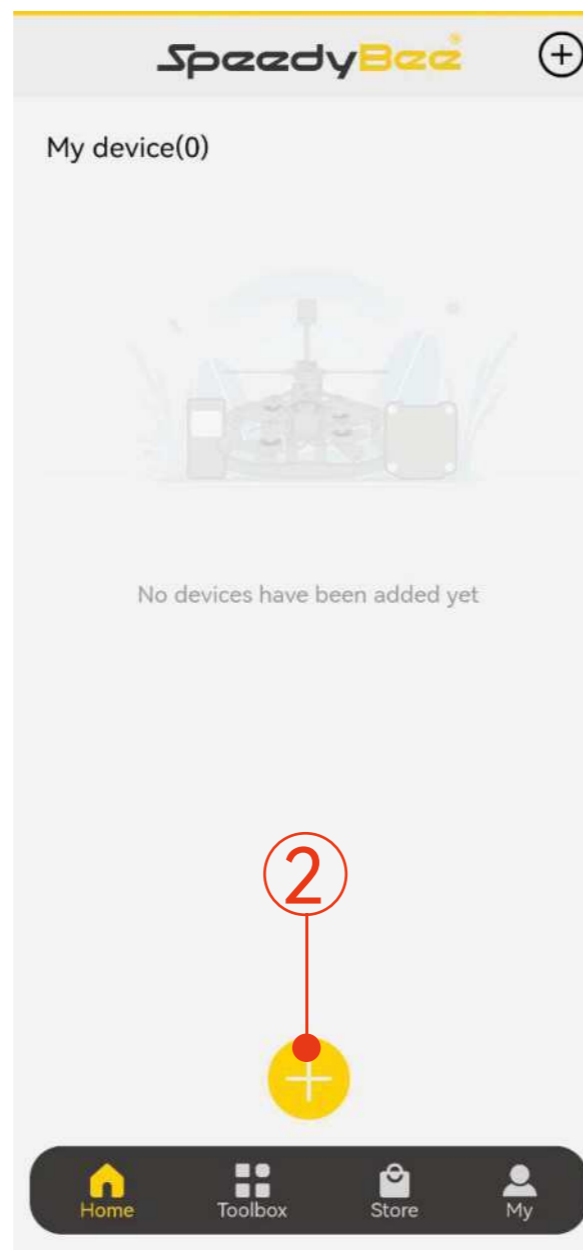 SpeedyBee
My device(0)
No devices have been added yet
2
Home Toolbox Store My